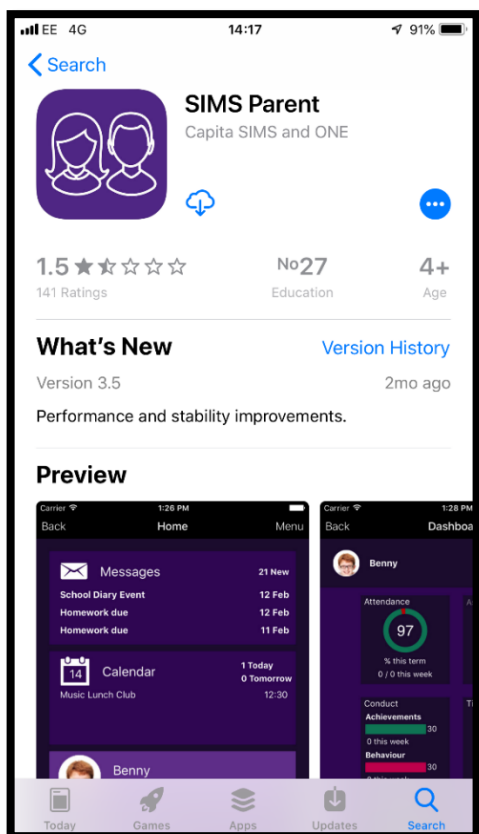 EE 4G 14:17 91%
Search
SIMS Parent
Capita SIMS and ONE
1.5
No27
4+
141 Ratings
Education
Age
What's New
Version History
Version 3.5
2mo ago
Performance and stability improvements.
Preview
Carrier 1:26 PM
Back Home Menu
Messages 21 New
School Diary Event 12 Feb
Homework due 12 Feb
Homework due 11 Feb
14 Calendar 1 Today
0 Tomorrow
Music Lunch Club 12:30
Benny
Carrier 1:28 PM
Back Dashboa
Benny
Attendance
97
% this term
0 / 0 this week
Conduct
Achievements
30
0 this week
Behaviour
30
Today Games Apps Updates Search